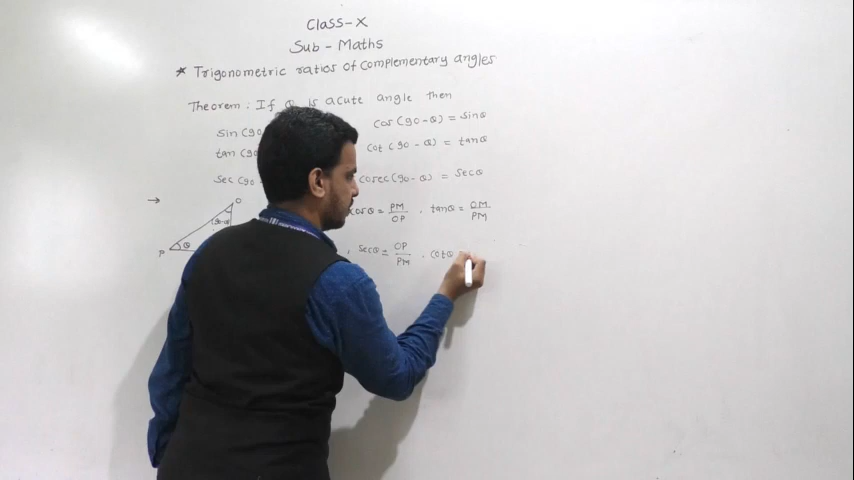 Class-X
Sub - Maths
* Trigonometric ratios of complementary angles
Theorem : If θ is acute angle then
sin (90 cos (90-θ) = sinθ
tan (90 cot (90 - θ) = tanθ
sec (90 - cosec (90-θ) = secθ
→
O
90-θ
P θ
cosθ = PM/OP , tanθ = OM/PM
, secθ = OP/PM , cotθ